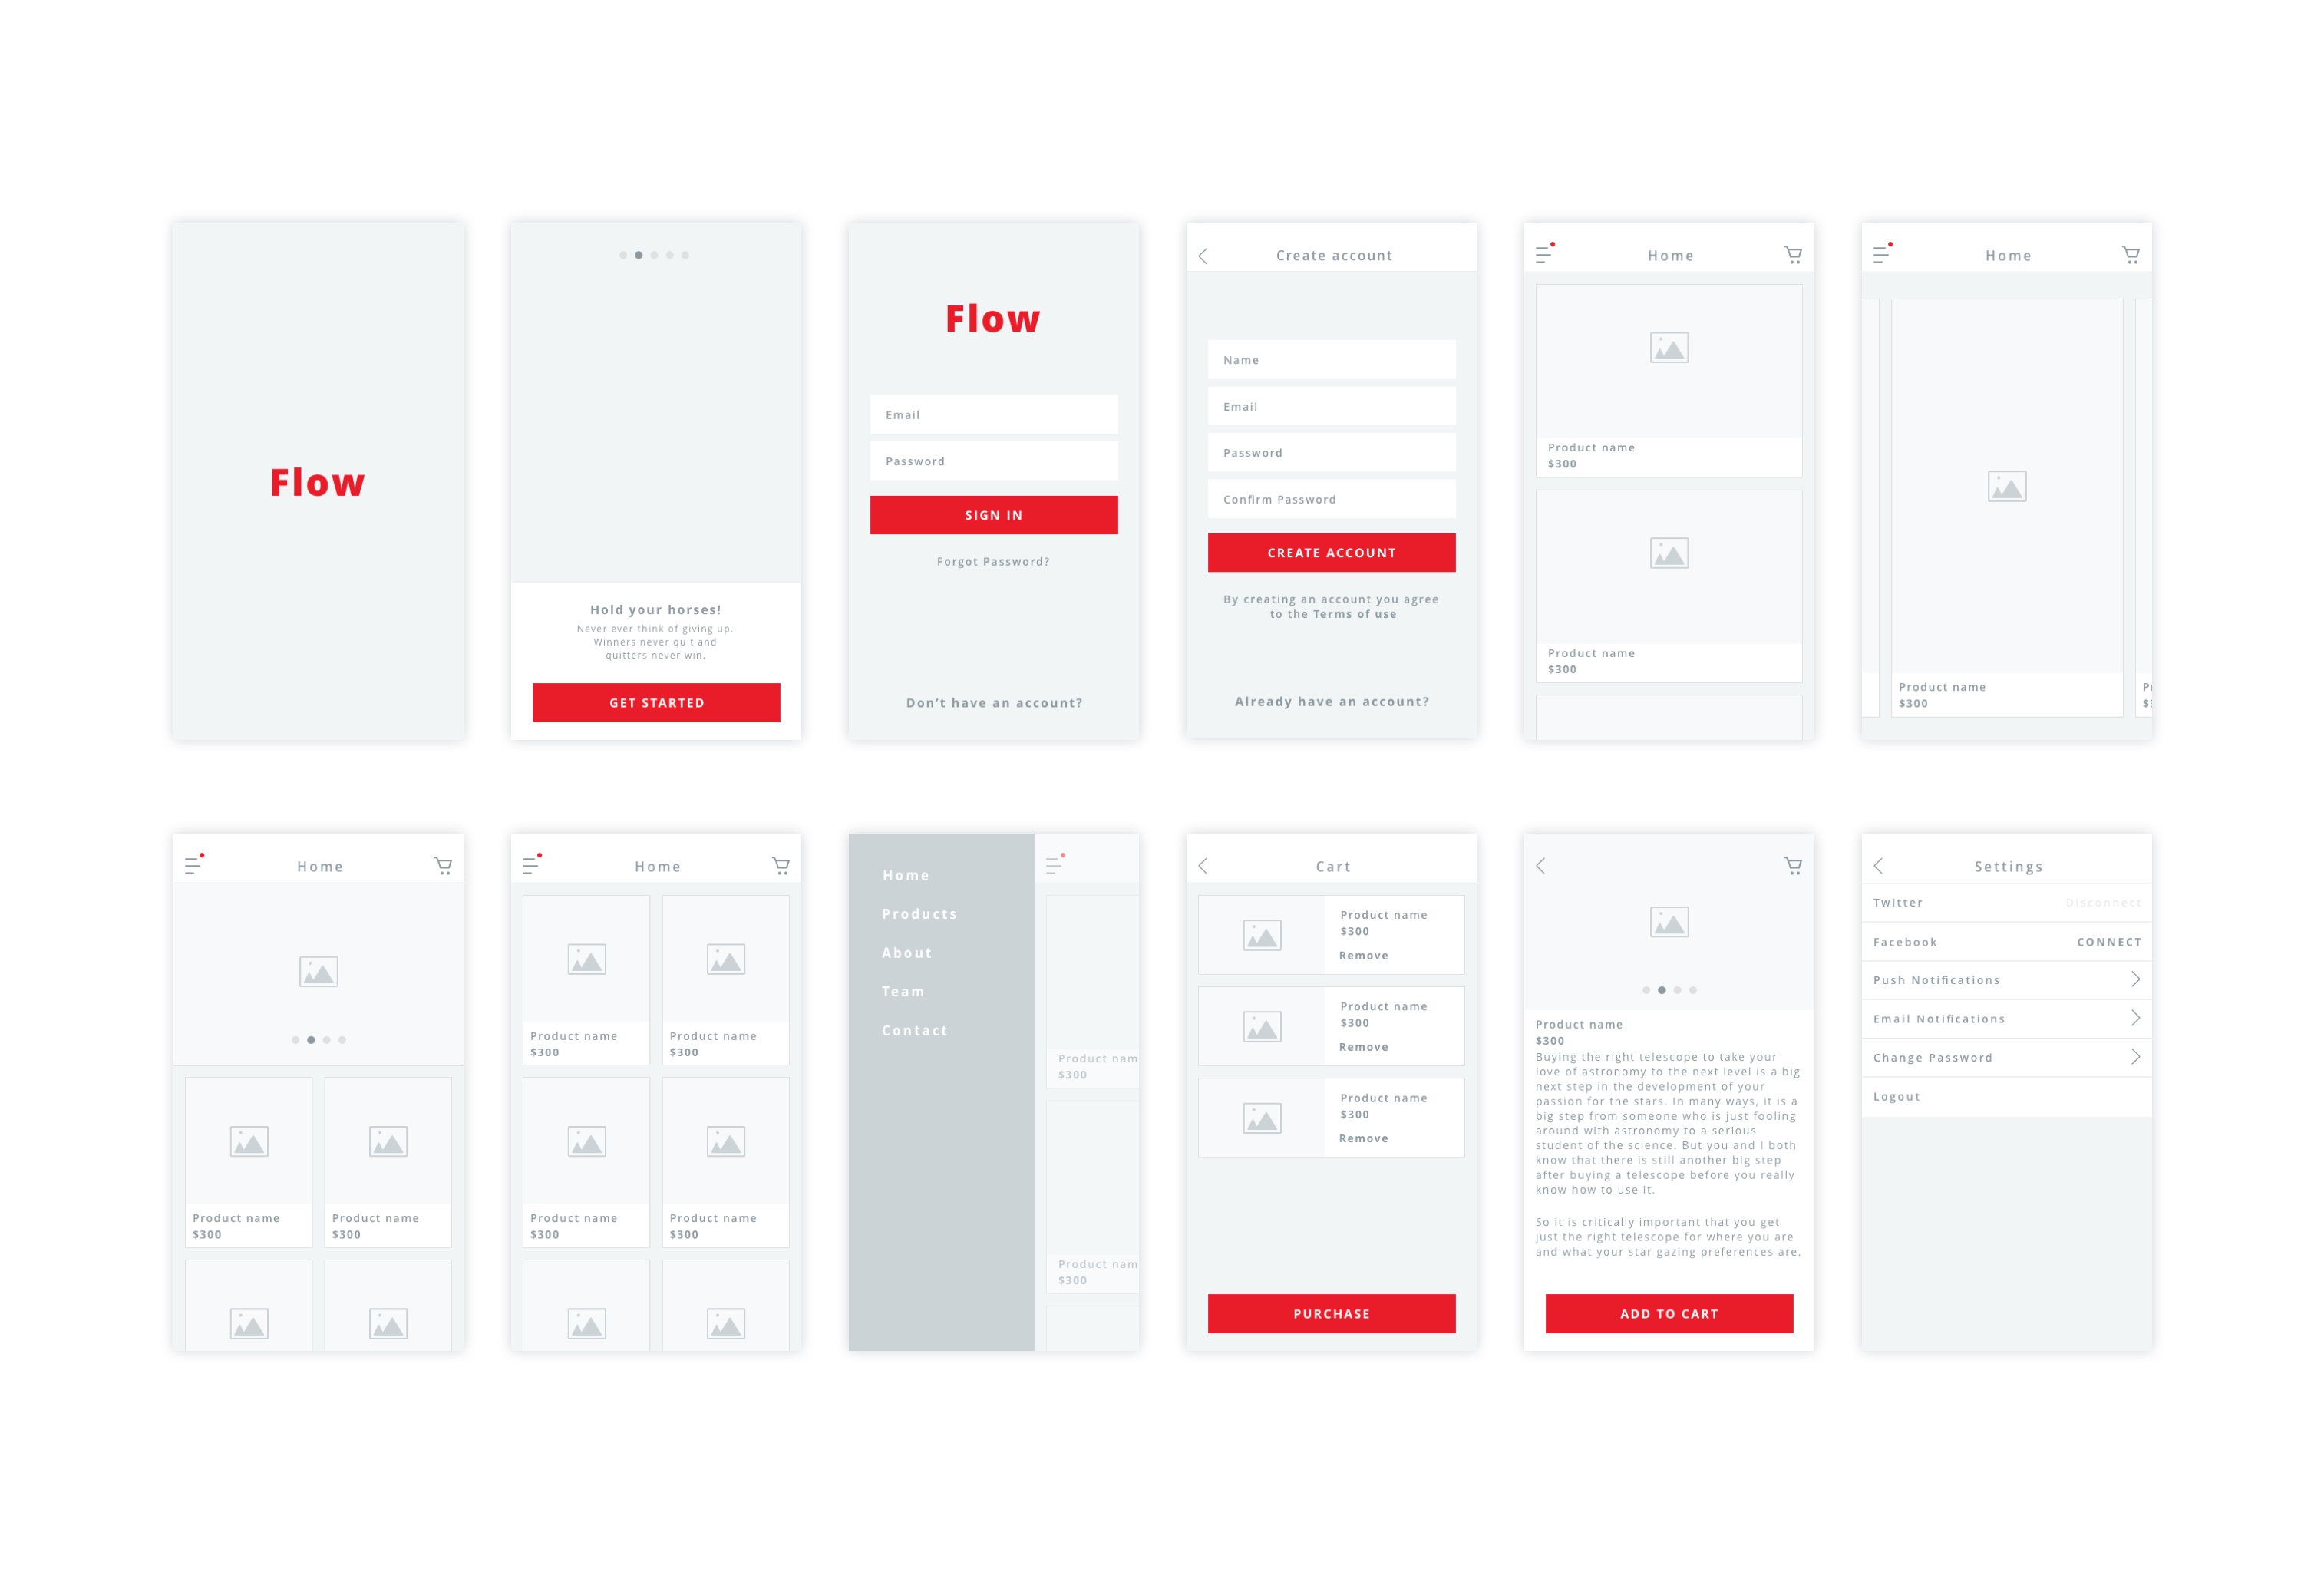 Flow
Hold your horses!
Never ever think of giving up.
Winners never quit and
quitters never win.
GET STARTED
Flow
Email
Password
SIGN IN
Forgot Password?
Don't have an account?
Create account
Name
Email
Password
Confirm Password
CREATE ACCOUNT
By creating an account you agree
to the Terms of use
Already have an account?
Home
Product name
$300
Product name
$300
Home
Product name
$300
Home
Product name
$300
Product name
$300
Home
Product name
$300
Product name
$300
Product name
$300
Product name
$300
Home
Products
About
Team
Contact
Product nam
$300
Product nam
$300
Cart
Product name
$300
Remove
Product name
$300
Remove
Product name
$300
Remove
PURCHASE
Product name
$300
Buying the right telescope to take your
love of astronomy to the next level is a big
next step in the development of your
passion for the stars. In many ways, it is a
big step from someone who is just fooling
around with astronomy to a serious
student of the science. But you and I both
know that there is still another big step
after buying a telescope before you really
know how to use it.
So it is critically important that you get
just the right telescope for where you are
and what your star gazing preferences are.
ADD TO CART
Settings
Twitter Disconnect
Facebook CONNECT
Push Notifications
Email Notifications
Change Password
Logout